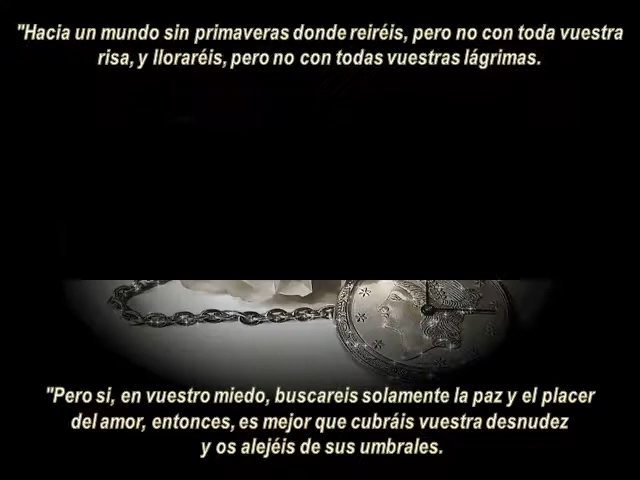 "Hacia un mundo sin primaveras donde reiréis, pero no con toda vuestra
risa, y lloraréis, pero no con todas vuestras lágrimas.
"Pero si, en vuestro miedo, buscareis solamente la paz y el placer
del amor, entonces, es mejor que cubráis vuestra desnudez
y os alejéis de sus umbrales.